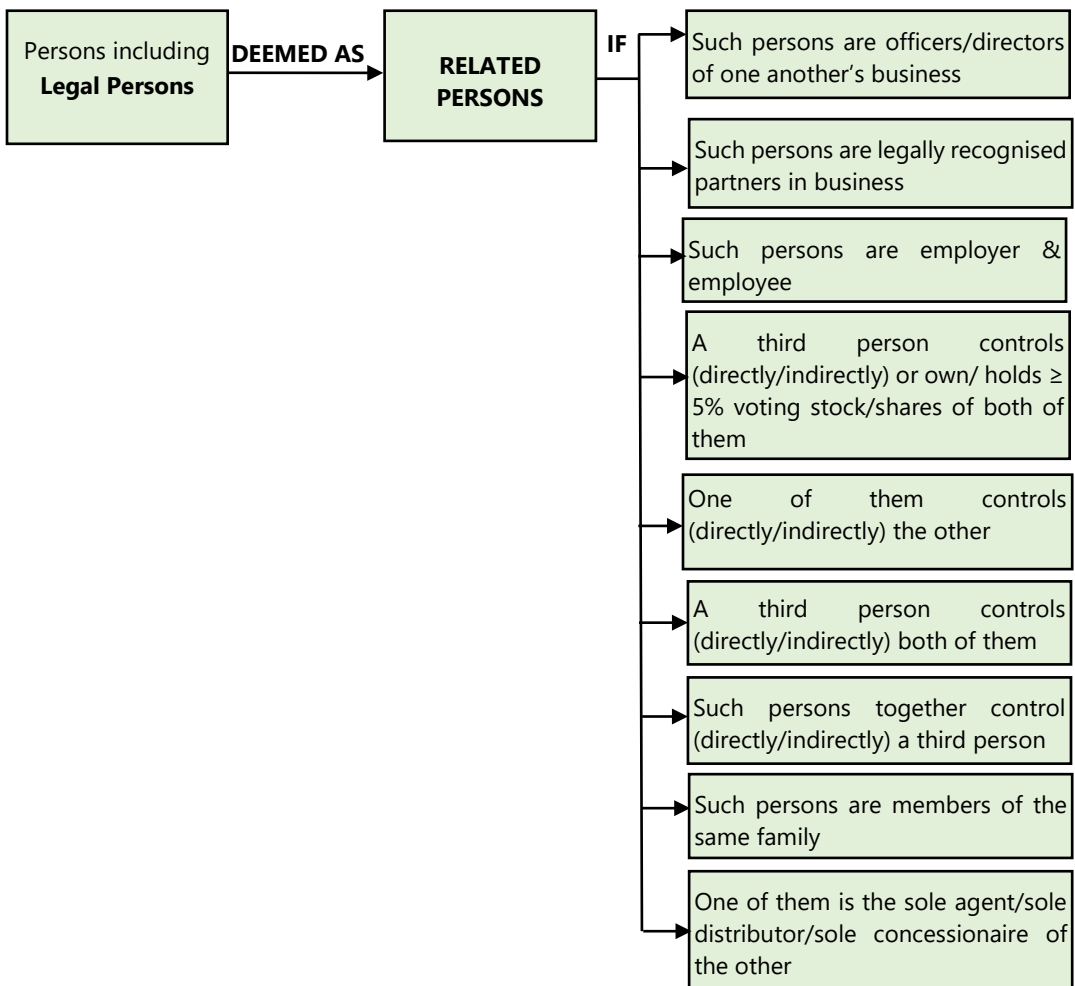 Persons including
Legal Persons
DEEMED AS
RELATED
PERSONS
IF
Such persons are officers/directors
of one another's business
Such persons are legally recognised
partners in business
Such persons are employer &
employee
A third person controls
(directly/indirectly) or own/ holds ≥
5% voting stock/shares of both of
them
One of them controls
(directly/indirectly) the other
A third person controls
(directly/indirectly) both of them
Such persons together control
(directly/indirectly) a third person
Such persons are members of the
same family
One of them is the sole agent/sole
distributor/sole concessionaire of
the other